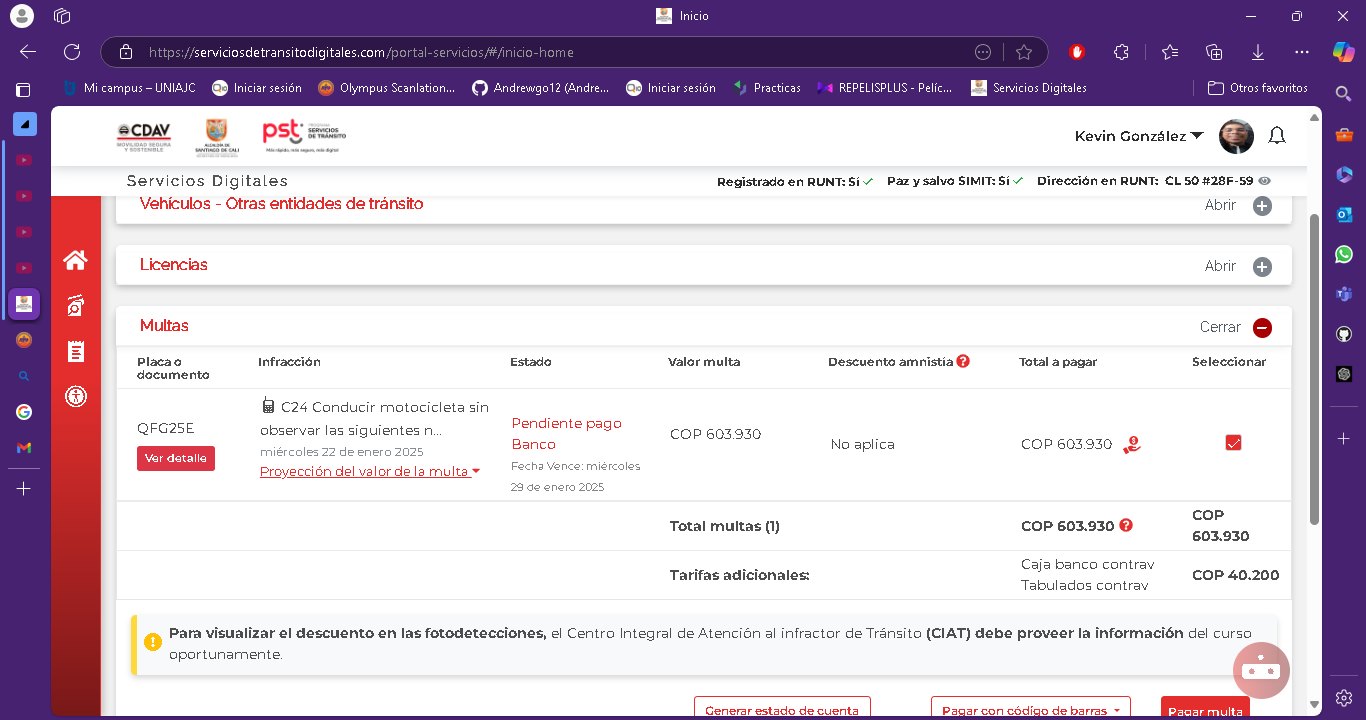 Inicio
https://serviciosdetransitodigitales.com/portal-servicios/#/inicio-home
Mi campus – UNIAJC
Iniciar sesión
Olympus Scanlation...
Andrewgo12 (Andre...
Iniciar sesión
Practicas
REPELISPLUS - Pelíc...
Servicios Digitales
Otros favoritos
CDAV
MOVILIDAD SEGURA
Y SOSTENIBLE
ALCALDÍA DE
SANTIAGO DE CALI
pst:
PROGRAMA
SERVICIOS
DE TRÁNSITO
Más rápido, más seguro, más digital
Kevin González
Servicios Digitales
Registrado en RUNT: Sí
Paz y salvo SIMIT: Sí
Dirección en RUNT: CL 50 #28F-59
Vehículos - Otras entidades de tránsito
Abrir
Licencias
Abrir
Multas
Cerrar
Placa o
documento
Infracción
Estado
Valor multa
Descuento amnistía
Total a pagar
Seleccionar
QFG25E
Ver detalle
C24 Conducir motocicleta sin
observar las siguientes n...
miércoles 22 de enero 2025
Proyección del valor de la multa
Pendiente pago
Banco
Fecha Vence: miércoles
29 de enero 2025
COP 603.930
No aplica
COP 603.930
Total multas (1)
COP 603.930
COP
603.930
Tarifas adicionales:
Caja banco contrav
Tabulados contrav
COP 40.200
Para visualizar el descuento en las fotodetecciones, el Centro Integral de Atención al infractor de Tránsito (CIAT) debe proveer la información del curso
oportunamente.
Generar estado de cuenta
Pagar con código de barras
Pagar multa